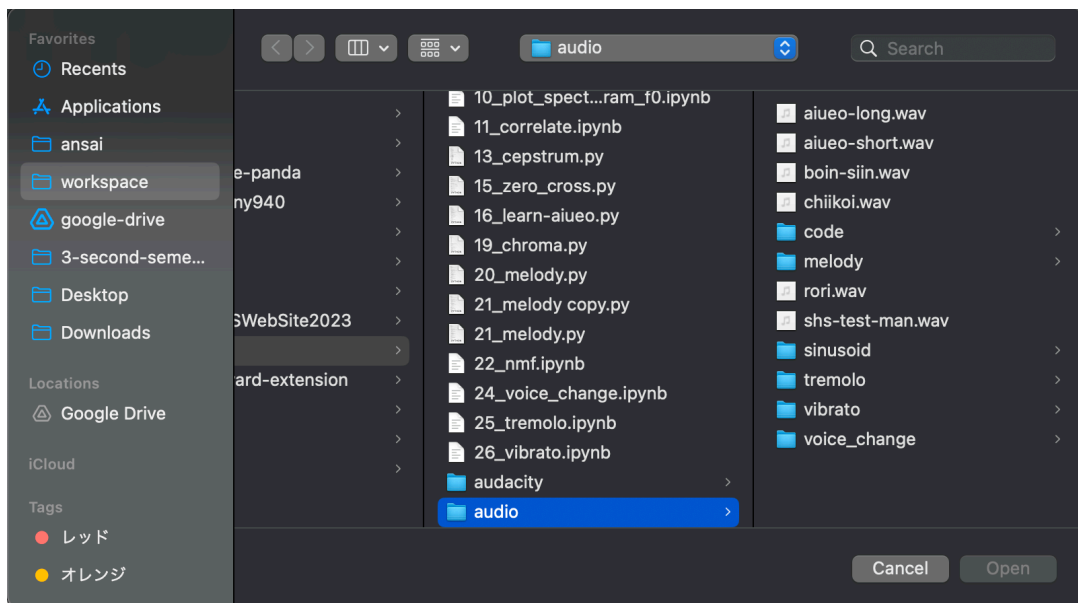 Favorites
Recents
Applications
ansai
workspace
google-drive
3-second-seme...
Desktop
Downloads
Locations
Google Drive
iCloud
Tags
レッド
オレンジ
audio
Search
e-panda
ny940
SWebSite2023
ard-extension
10_plot_spect...ram_f0.ipynb
11_correlate.ipynb
13_cepstrum.py
15_zero_cross.py
16_learn-aiueo.py
19_chroma.py
20_melody.py
21_melody copy.py
21_melody.py
22_nmf.ipynb
24_voice_change.ipynb
25_tremolo.ipynb
26_vibrato.ipynb
audacity
audio
aiueo-long.wav
aiueo-short.wav
boin-siin.wav
chiikoi.wav
code
melody
rori.wav
shs-test-man.wav
sinusoid
tremolo
vibrato
voice_change
Cancel
Open